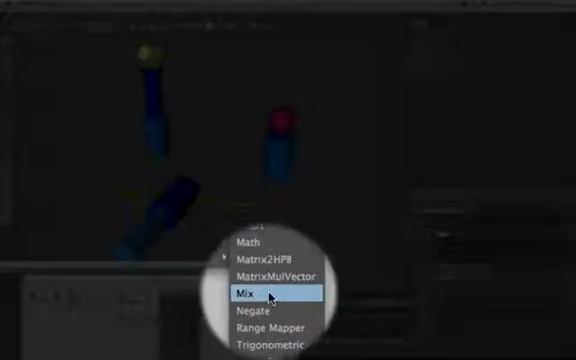 Math
Matrix2HPB
MatrixMulVector
Mix
Negate
Range Mapper
Trigonometric